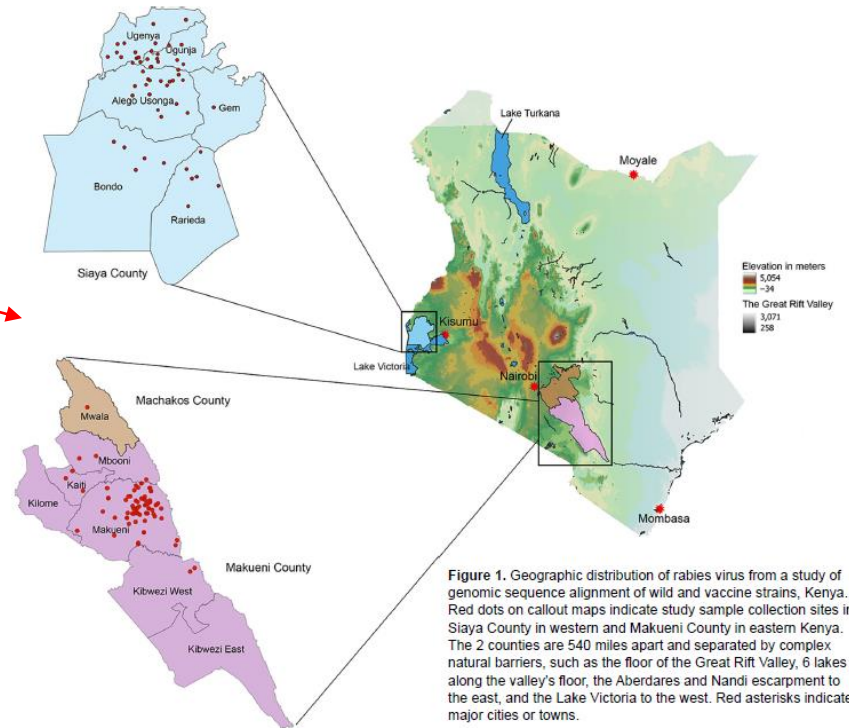 Ugenya
Ugunja
Alego Usonga
Gem
Bondo
Rarieda
Siaya County
Lake Turkana
Moyale
Elevation in meters
5,054
−34
The Great Rift Valley
3,071
258
Kisumu
Lake Victoria
Nairobi
Mombasa
Machakos County
Mwala
Mbooni
Kaiti
Kilome
Makueni
Makueni County
Kibwezi West
Kibwezi East
Figure 1. Geographic distribution of rabies virus from a study of
genomic sequence alignment of wild and vaccine strains, Kenya.
Red dots on callout maps indicate study sample collection sites in
Siaya County in western and Makueni County in eastern Kenya.
The 2 counties are 540 miles apart and separated by complex
natural barriers, such as the floor of the Great Rift Valley, 6 lakes
along the valley's floor, the Aberdares and Nandi escarpment to
the east, and the Lake Victoria to the west. Red asterisks indicate
major cities or towns.